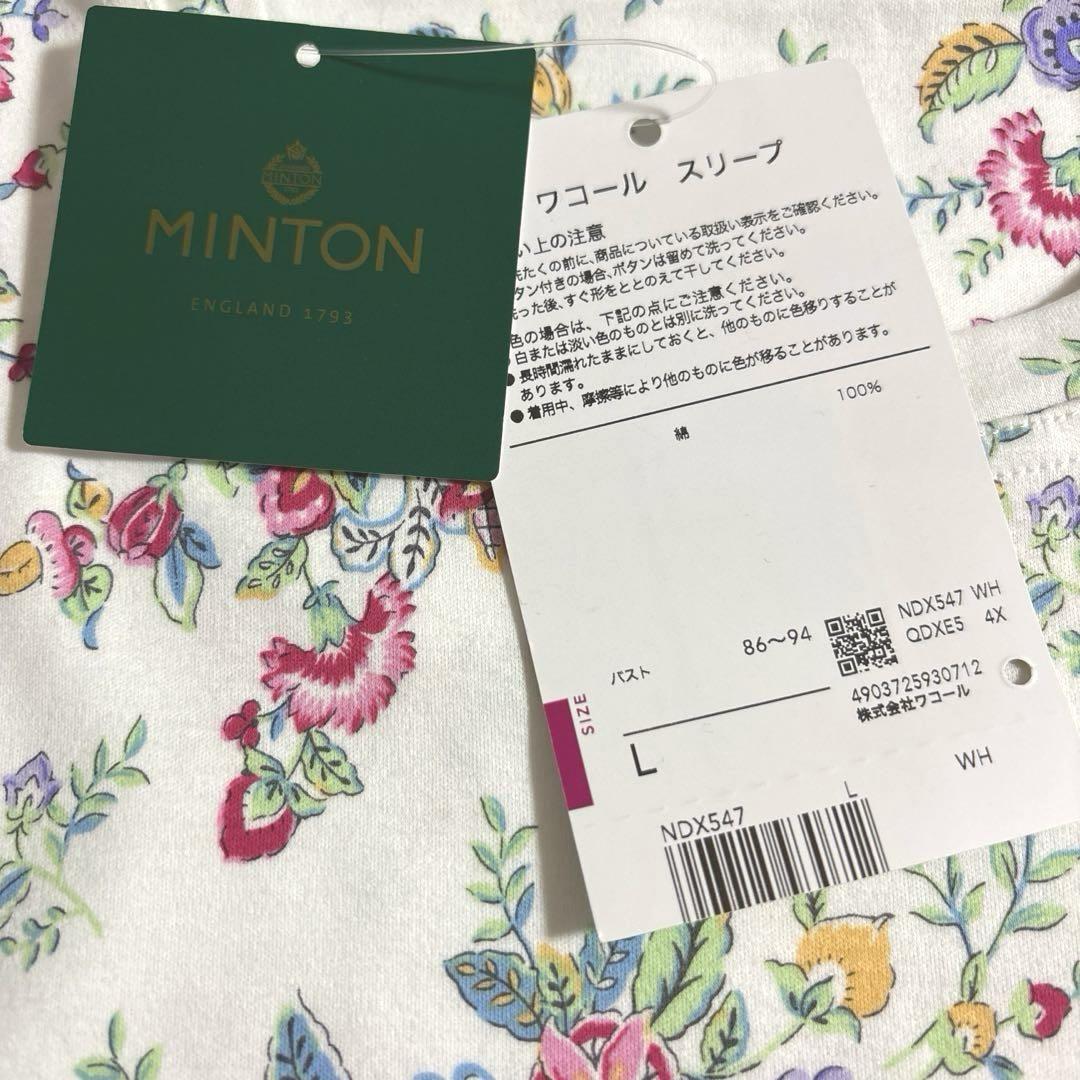 MINTON
MINTON
ENGLAND 1793
ワコール スリープ
い上の注意
洗たくの前に、商品についている取扱い表示をご確認ください。
タン付きの場合、ボタンは留めて洗ってください。
洗った後、すぐ形をととのえて干してください。
色の場合は、下記の点にご注意ください。
白または淡い色のものとは別に洗ってください。
● 長時間濡れたままにしておくと、他のものに色移りすることが
あります。
● 着用中、摩擦等により他のものに色が移ることがあります。
綿 100%
バスト 86〜94
NDX547 WH
QDXE5 4X
4903725930712
株式会社ワコール
SIZE
L
WH
NDX547 L